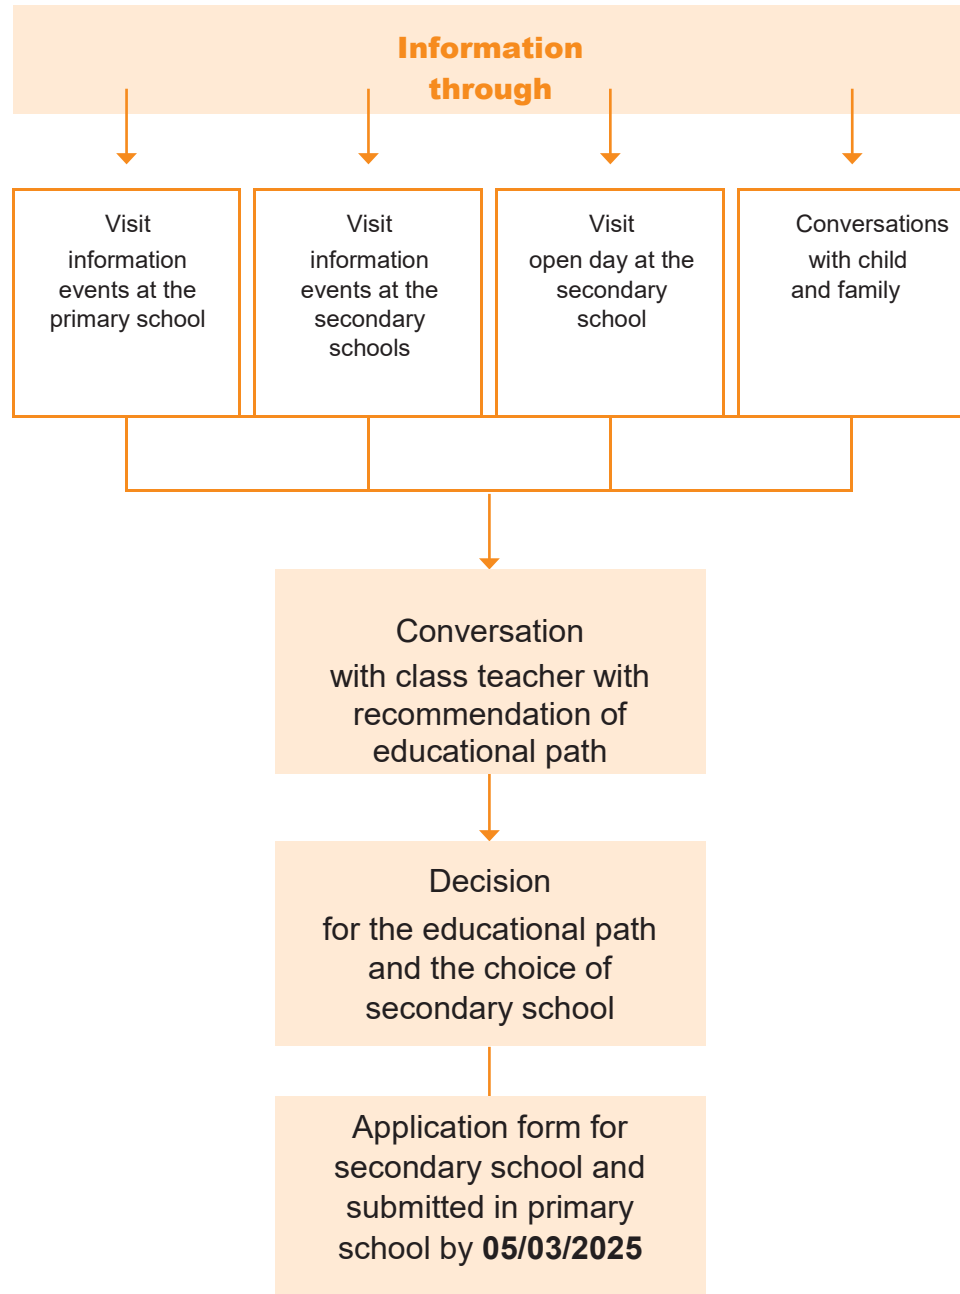 Information
through
Visit
information
events at the
primary school
Visit
information
events at the
secondary
schools
Visit
open day at the
secondary
school
Conversations
with child
and family
Conversation
with class teacher with
recommendation of
educational path
Decision
for the educational path
and the choice of
secondary school
Application form for
secondary school and
submitted in primary
school by 05/03/2025